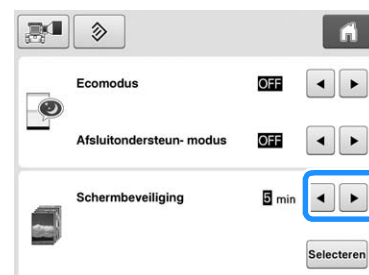 Ecomodus OFF
Afsluitondersteun- modus OFF
Schermbeveiliging 5 min
Selecteren